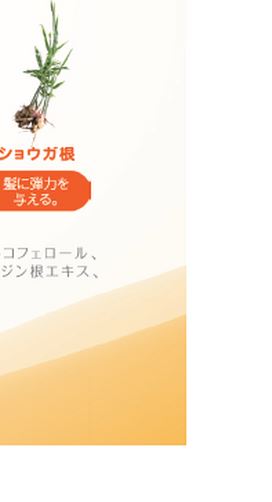 ショウガ根
髪に弾力を
与える。
コフェロール、
ジン根エキス、